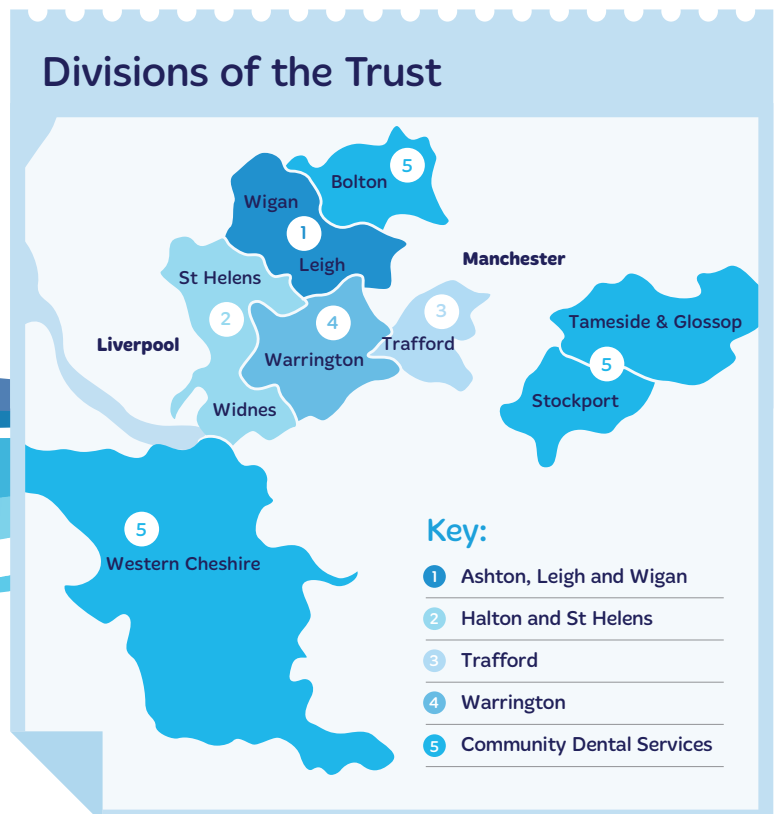 Divisions of the Trust
5
Bolton
Wigan
1
Leigh
Manchester
St Helens
2
4
3
Tameside & Glossop
Liverpool
Warrington
Trafford
5
Stockport
Widnes
5
Western Cheshire
Key:
1 Ashton, Leigh and Wigan
2 Halton and St Helens
3 Trafford
4 Warrington
5 Community Dental Services